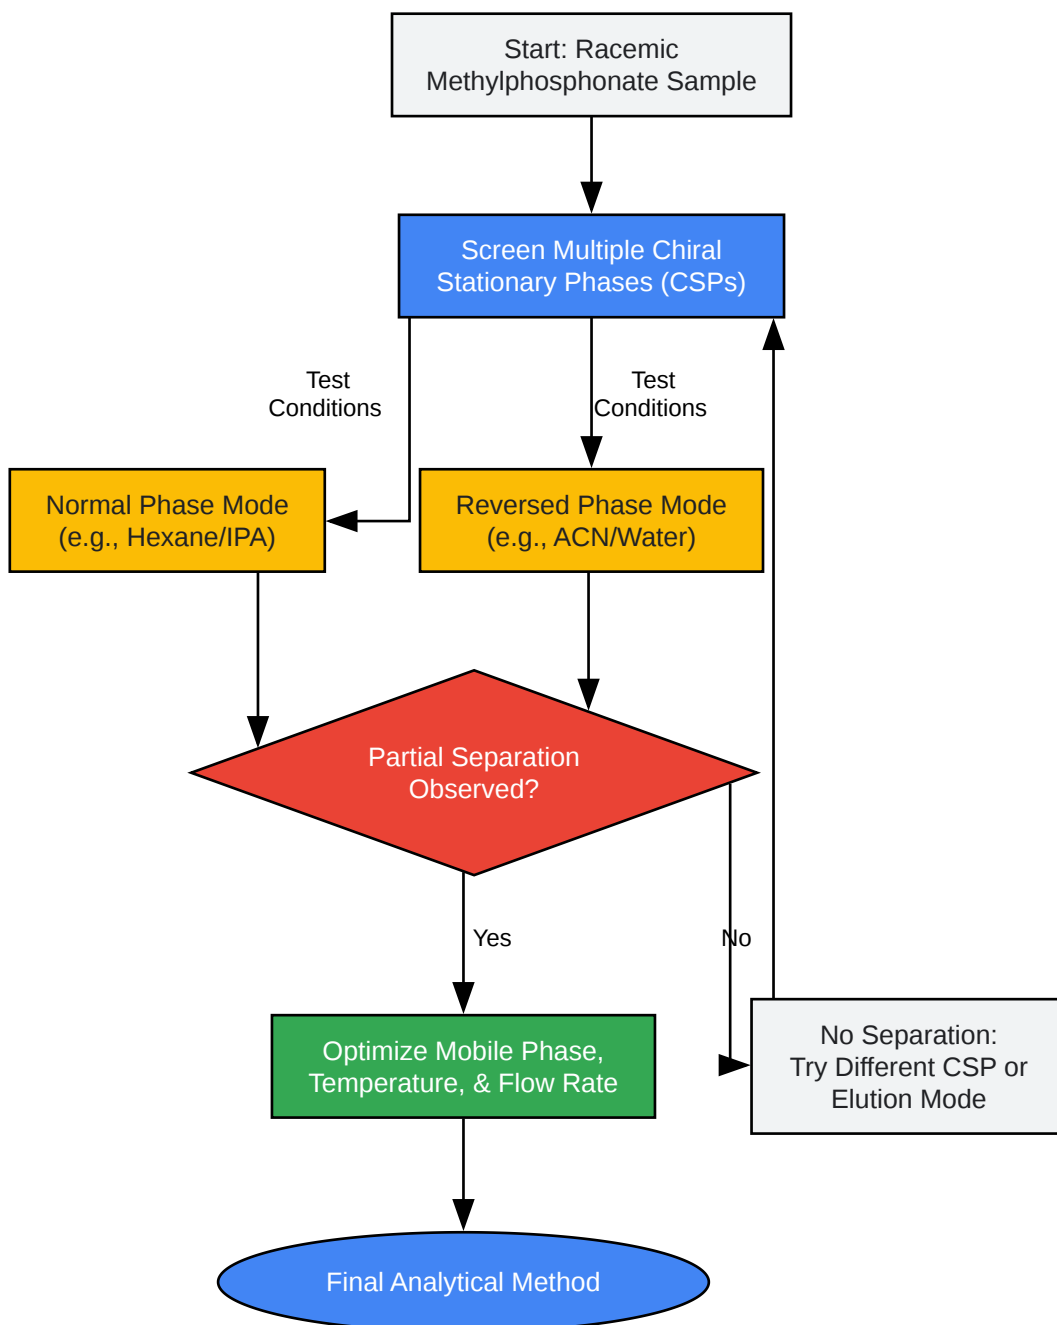 Start: Racemic
Methylphosphonate Sample
Screen Multiple Chiral
Stationary Phases (CSPs)
Test
Conditions
Test
Conditions
Normal Phase Mode
(e.g., Hexane/IPA)
Reversed Phase Mode
(e.g., ACN/Water)
Partial Separation
Observed?
Yes
No
Optimize Mobile Phase,
Temperature, & Flow Rate
No Separation:
Try Different CSP or
Elution Mode
Final Analytical Method